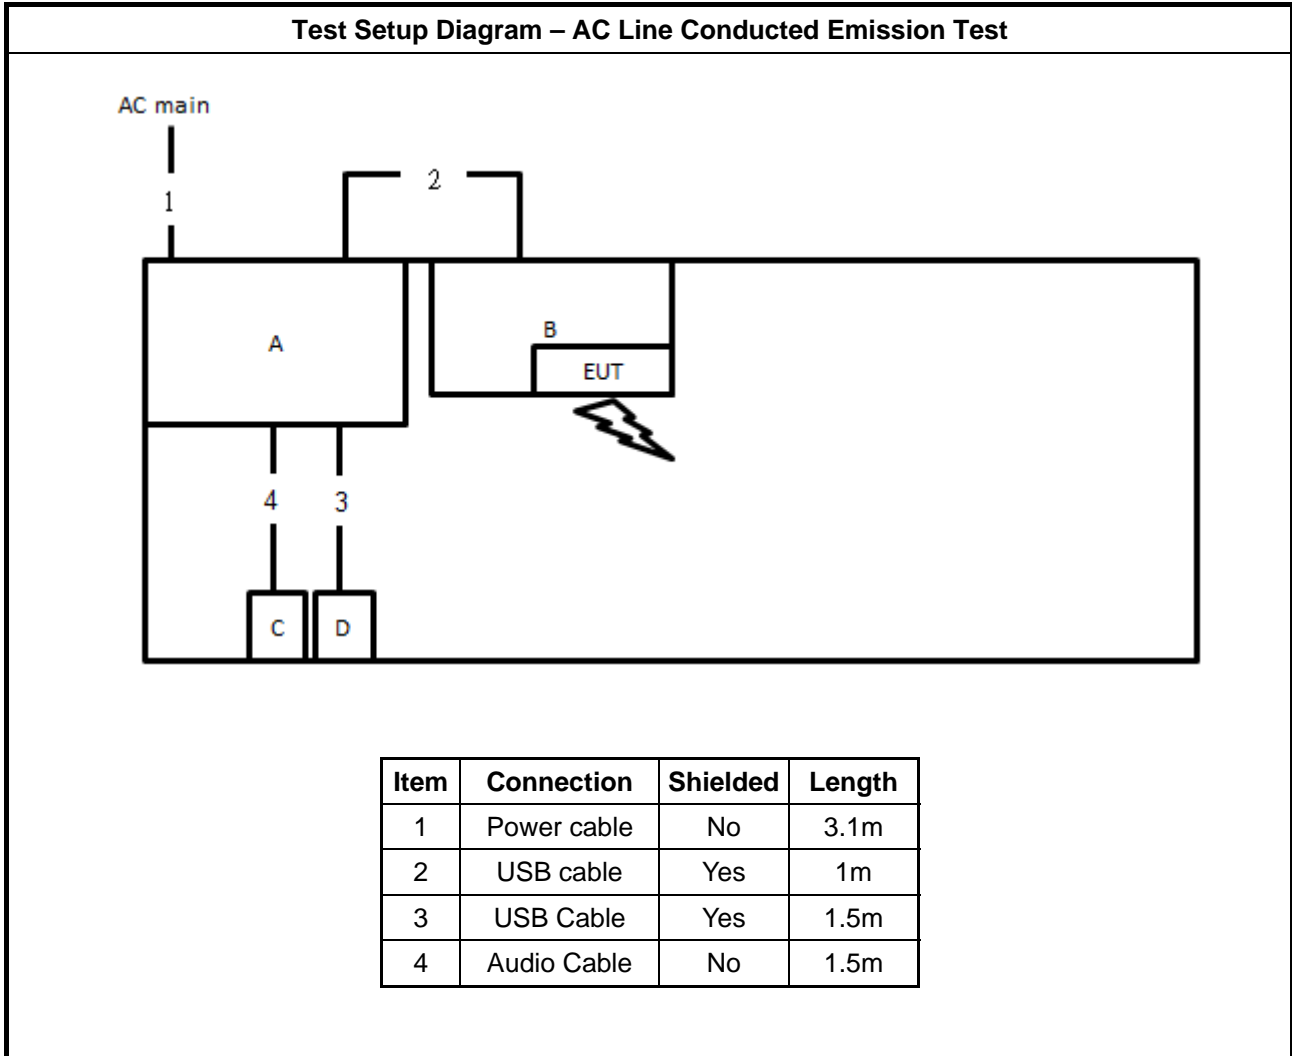 Test Setup Diagram – AC Line Conducted Emission Test
AC main
1
2
A
B
EUT
4
3
C
D
Item Connection Shielded Length
1 Power cable No 3.1m
2 USB cable Yes 1m
3 USB Cable Yes 1.5m
4 Audio Cable No 1.5m